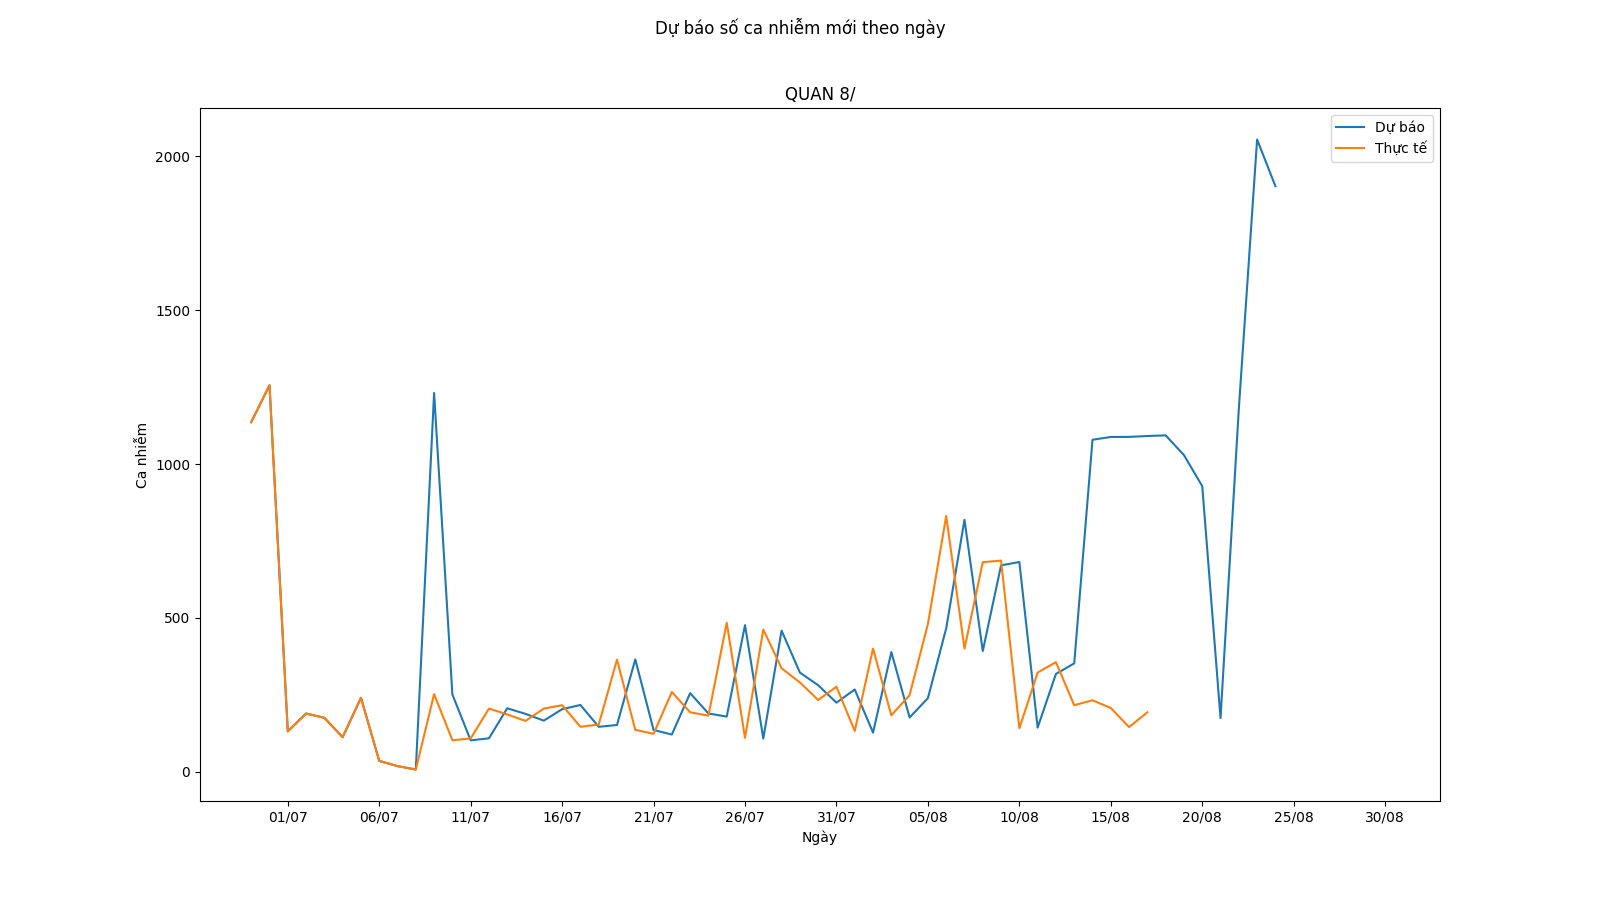 Dự báo số ca nhiễm mới theo ngày
QUAN 8/
Dự báo
Thực tế
Ca nhiễm
2000
1500
1000
500
0
01/07 06/07 11/07 16/07 21/07 26/07 31/07 05/08 10/08 15/08 20/08 25/08 30/08
Ngày